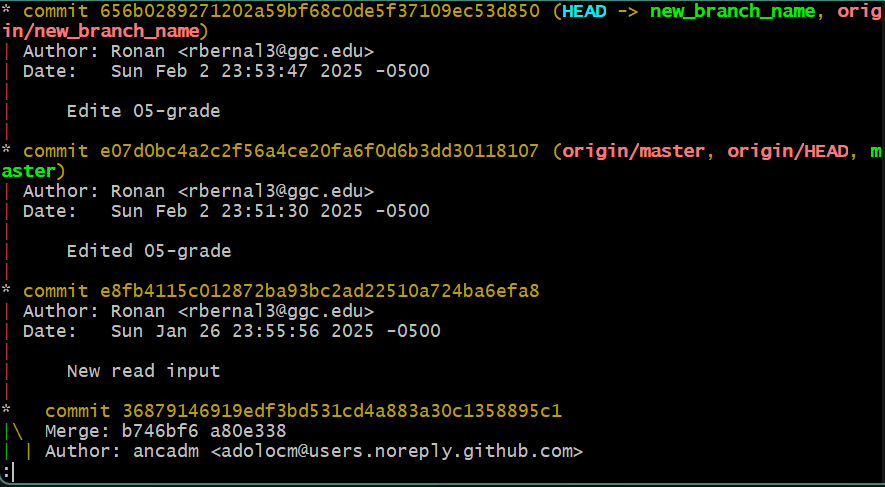 * commit 656b0289271202a59bf68c0de5f37109ec53d850 (HEAD -> new_branch_name, orig
in/new_branch_name)
| Author: Ronan <rbernal3@ggc.edu>
| Date:   Sun Feb 2 23:53:47 2025 -0500
|
|     Edite 05-grade
|
* commit e07d0bc4a2c2f56a4ce20fa6f0d6b3dd30118107 (origin/master, origin/HEAD, m
aster)
| Author: Ronan <rbernal3@ggc.edu>
| Date:   Sun Feb 2 23:51:30 2025 -0500
|
|     Edited 05-grade
|
* commit e8fb4115c012872ba93bc2ad22510a724ba6efa8
| Author: Ronan <rbernal3@ggc.edu>
| Date:   Sun Jan 26 23:55:56 2025 -0500
|
|     New read input
|
*   commit 36879146919edf3bd531cd4a883a30c1358895c1
|\  Merge: b746bf6 a80e338
| | Author: ancadm <adolocm@users.noreply.github.com>
: